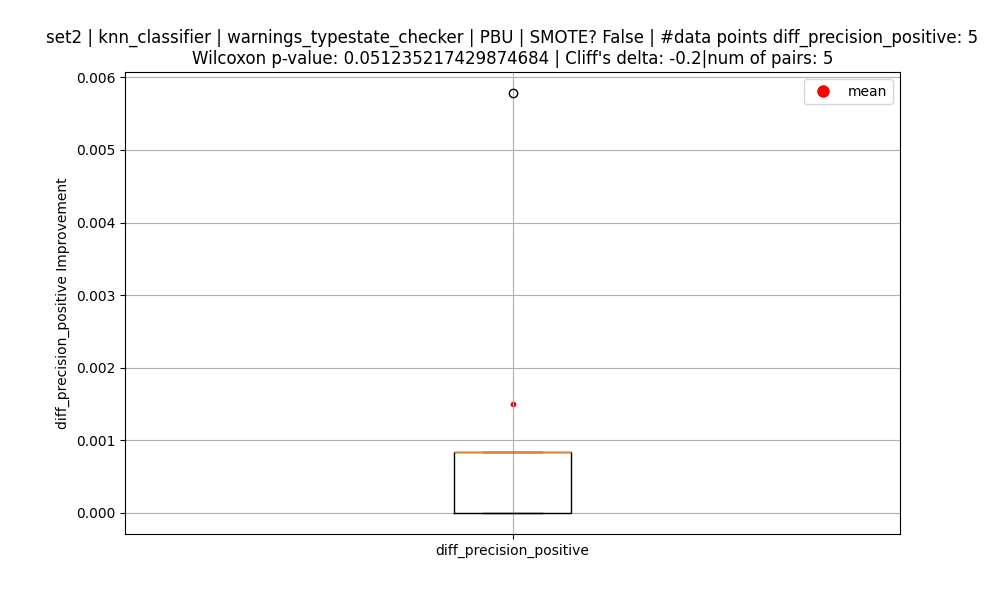 set2 | knn_classifier | warnings_typestate_checker | PBU | SMOTE? False | #data points diff_precision_positive: 5
Wilcoxon p-value: 0.051235217429874684 | Cliff's delta: -0.2|num of pairs: 5
mean
0.006
0.005
0.004
0.003
0.002
0.001
0.000
diff_precision_positive Improvement
diff_precision_positive